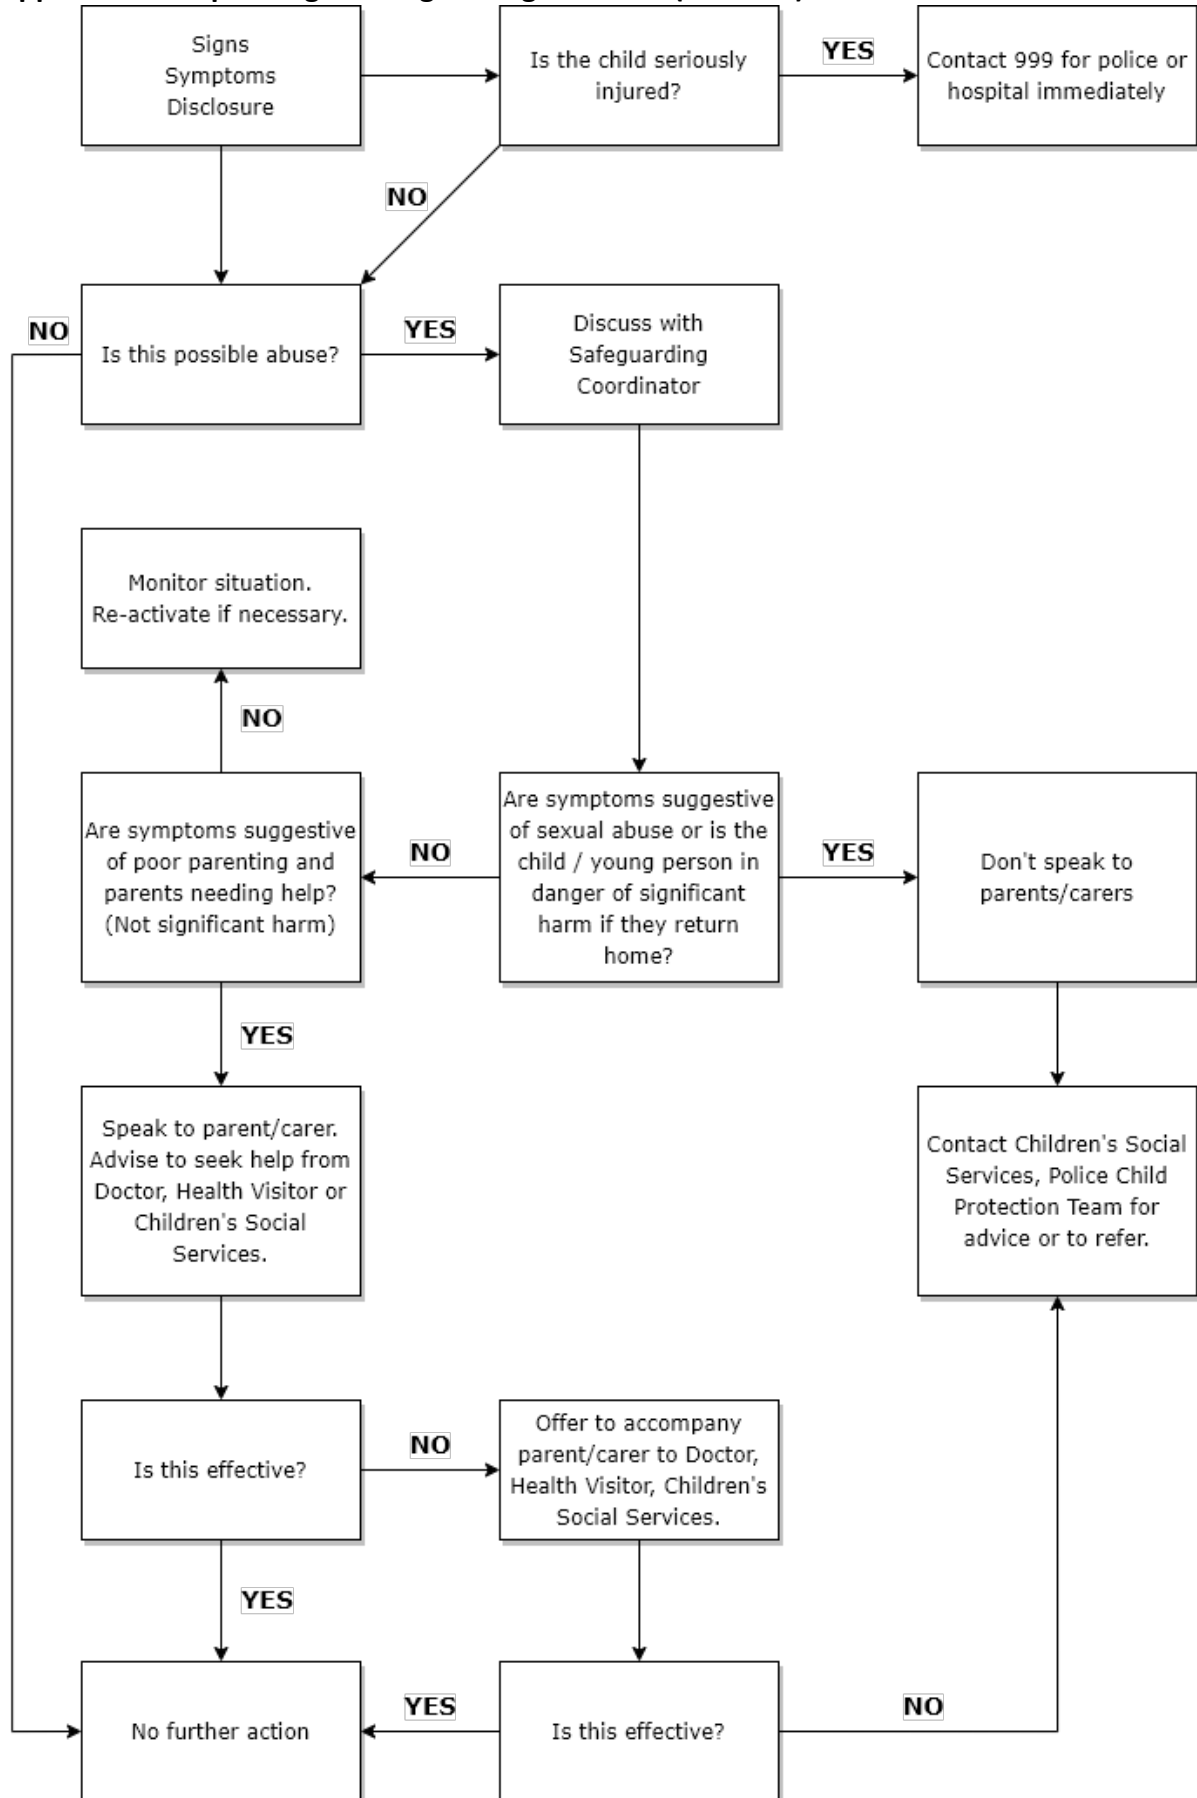 Signs
Symptoms
Disclosure
Is the child seriously
injured?
YES
Contact 999 for police or
hospital immediately
NO
NO
Is this possible abuse?
YES
Discuss with
Safeguarding
Coordinator
Monitor situation.
Re-activate if necessary.
NO
Are symptoms suggestive
of poor parenting and
parents needing help?
(Not significant harm)
NO
Are symptoms suggestive
of sexual abuse or is the
child / young person in
danger of significant
harm if they return
home?
YES
Don't speak to
parents/carers
YES
Speak to parent/carer.
Advise to seek help from
Doctor, Health Visitor or
Children's Social
Services.
Contact Children's Social
Services, Police Child
Protection Team for
advice or to refer.
Is this effective?
NO
Offer to accompany
parent/carer to Doctor,
Health Visitor, Children's
Social Services.
YES
No further action
YES
Is this effective?
NO